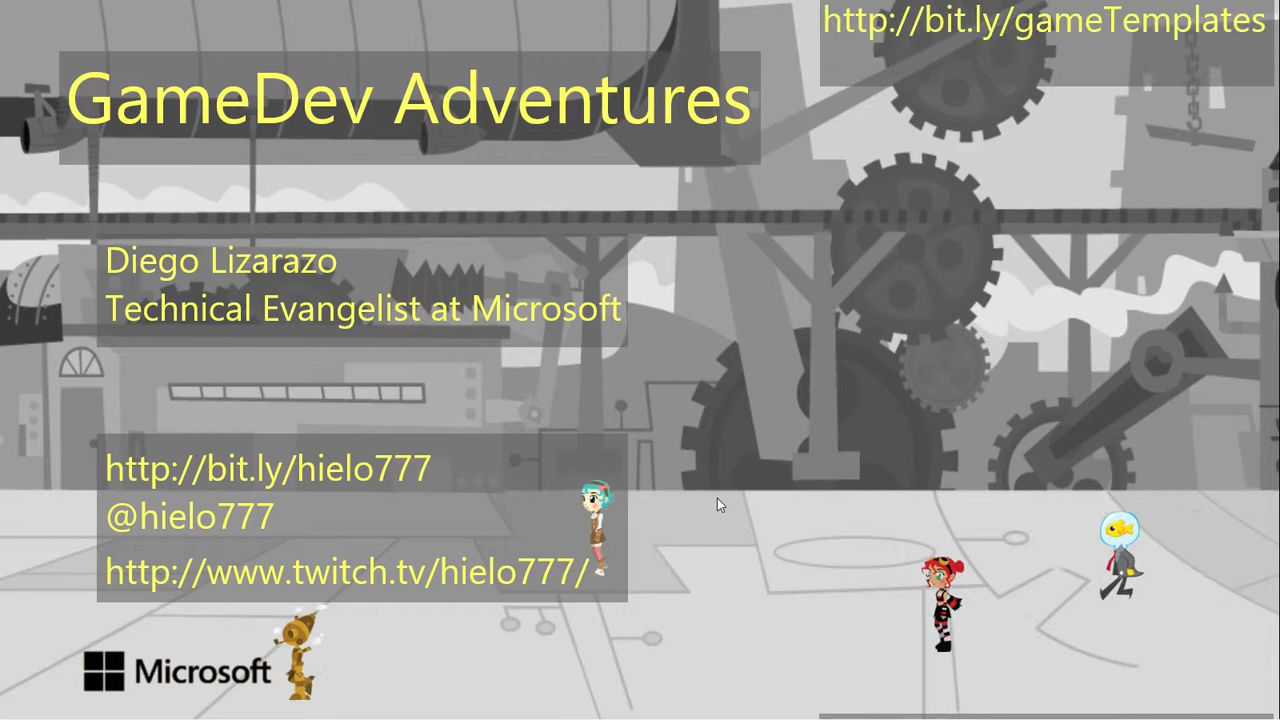 http://bit.ly/gameTemplates
GameDev Adventures
Diego Lizarazo
Technical Evangelist at Microsoft
http://bit.ly/hielo777
@hielo777
http://www.twitch.tv/hielo777/
Microsoft